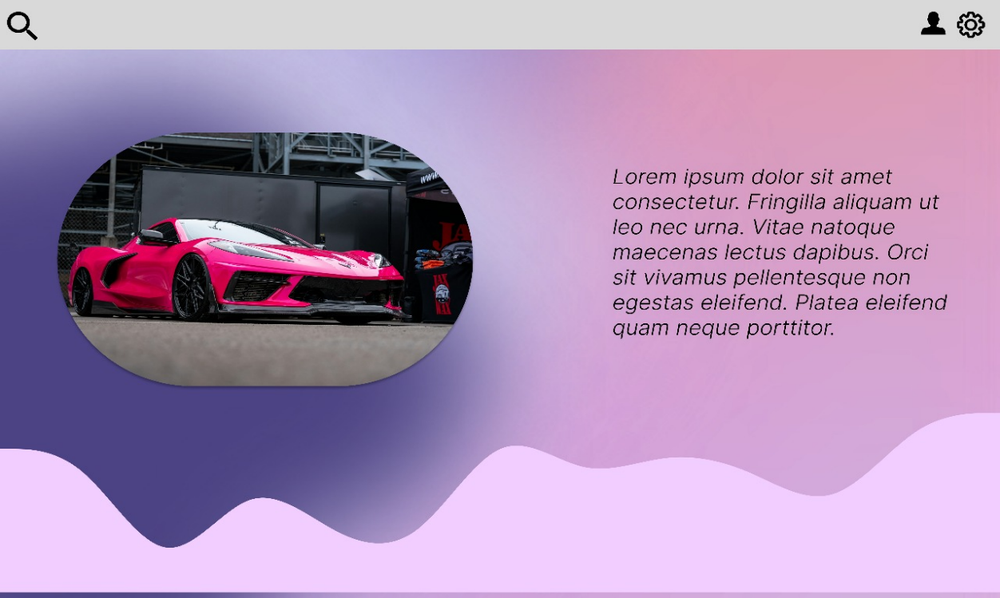 www.
Lorem ipsum dolor sit amet
consectetur. Fringilla aliquam ut
leo nec urna. Vitae natoque
maecenas lectus dapibus. Orci
sit vivamus pellentesque non
egestas eleifend. Platea eleifend
quam neque porttitor.